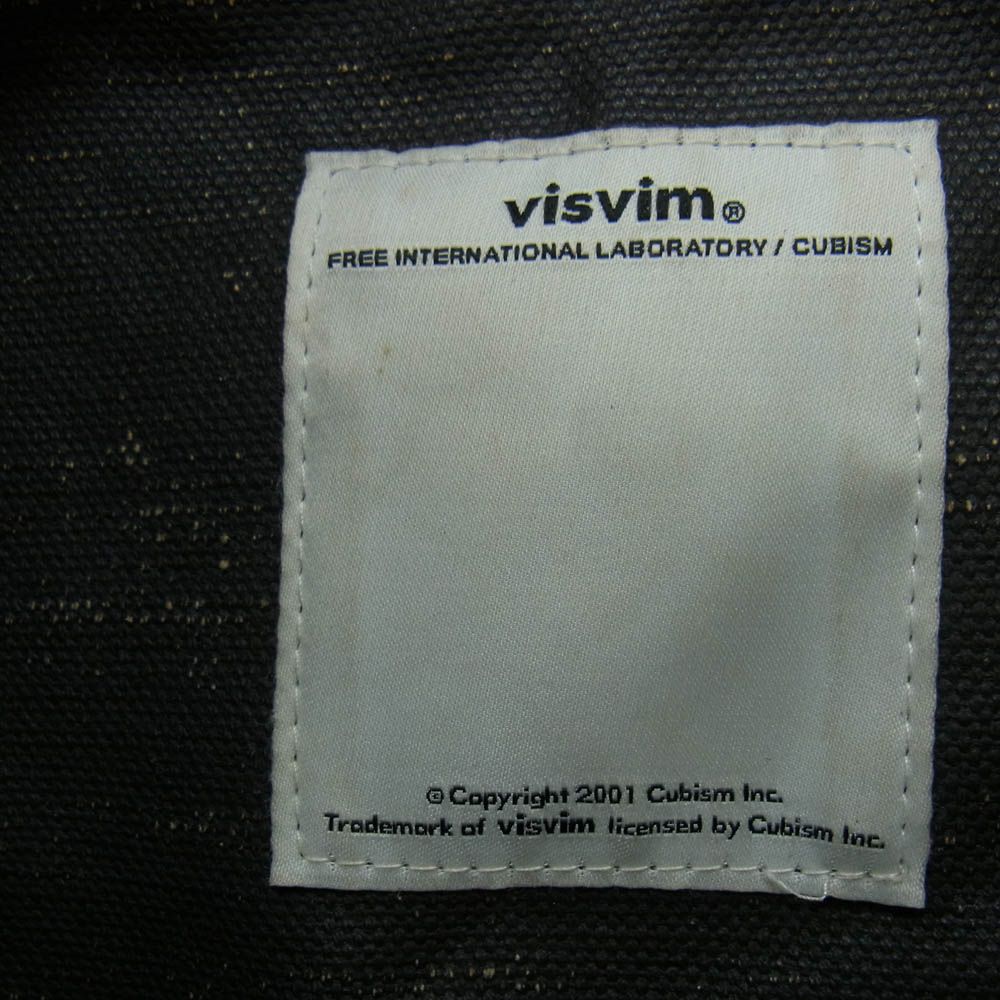 visvim®
FREE INTERNATIONAL LABORATORY / CUBISM
© Copyright 2001 Cubism Inc.
Trademark of visvim licensed by Cubism Inc.